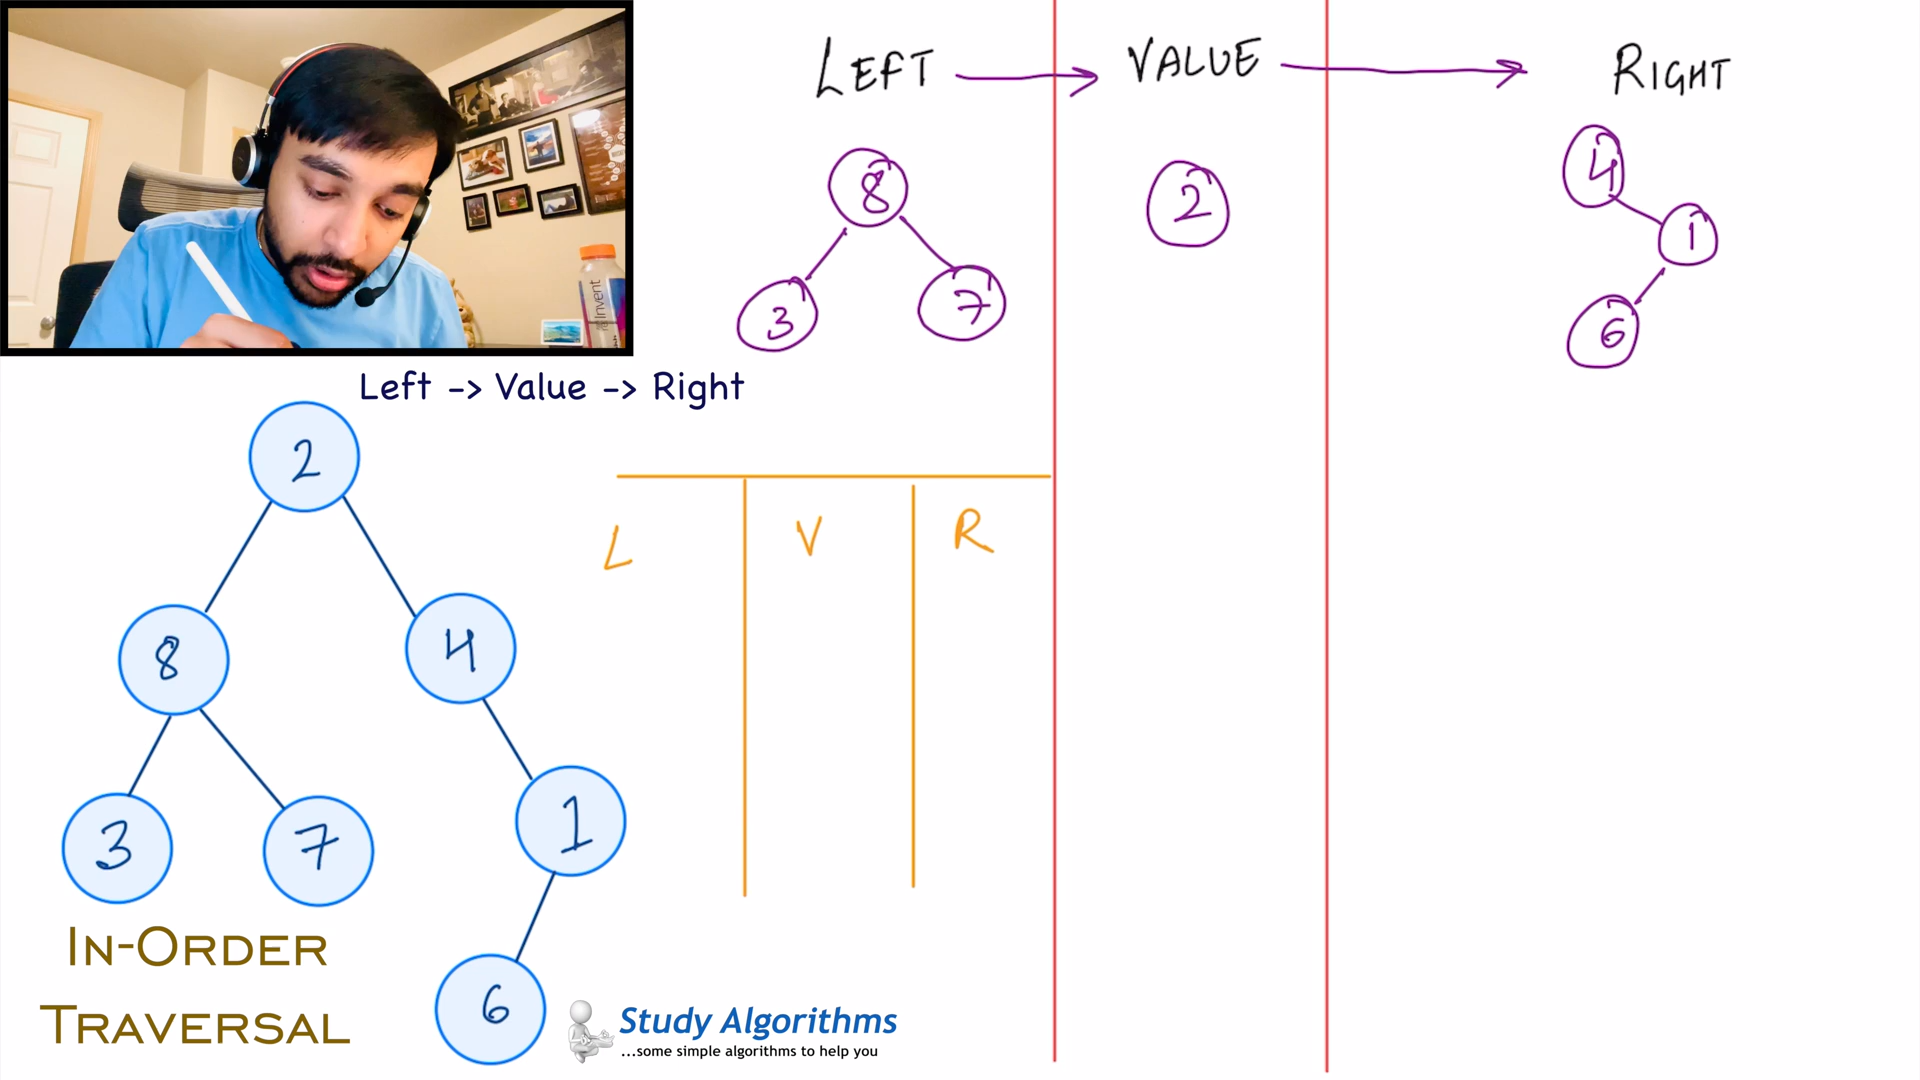 LEFT → VALUE → RIGHT
8
3 7
2
4
1
6
Left -> Value -> Right
2
8 4
3 7 1
6
L V R
IN-ORDER
TRAVERSAL
Study Algorithms
...some simple algorithms to help you